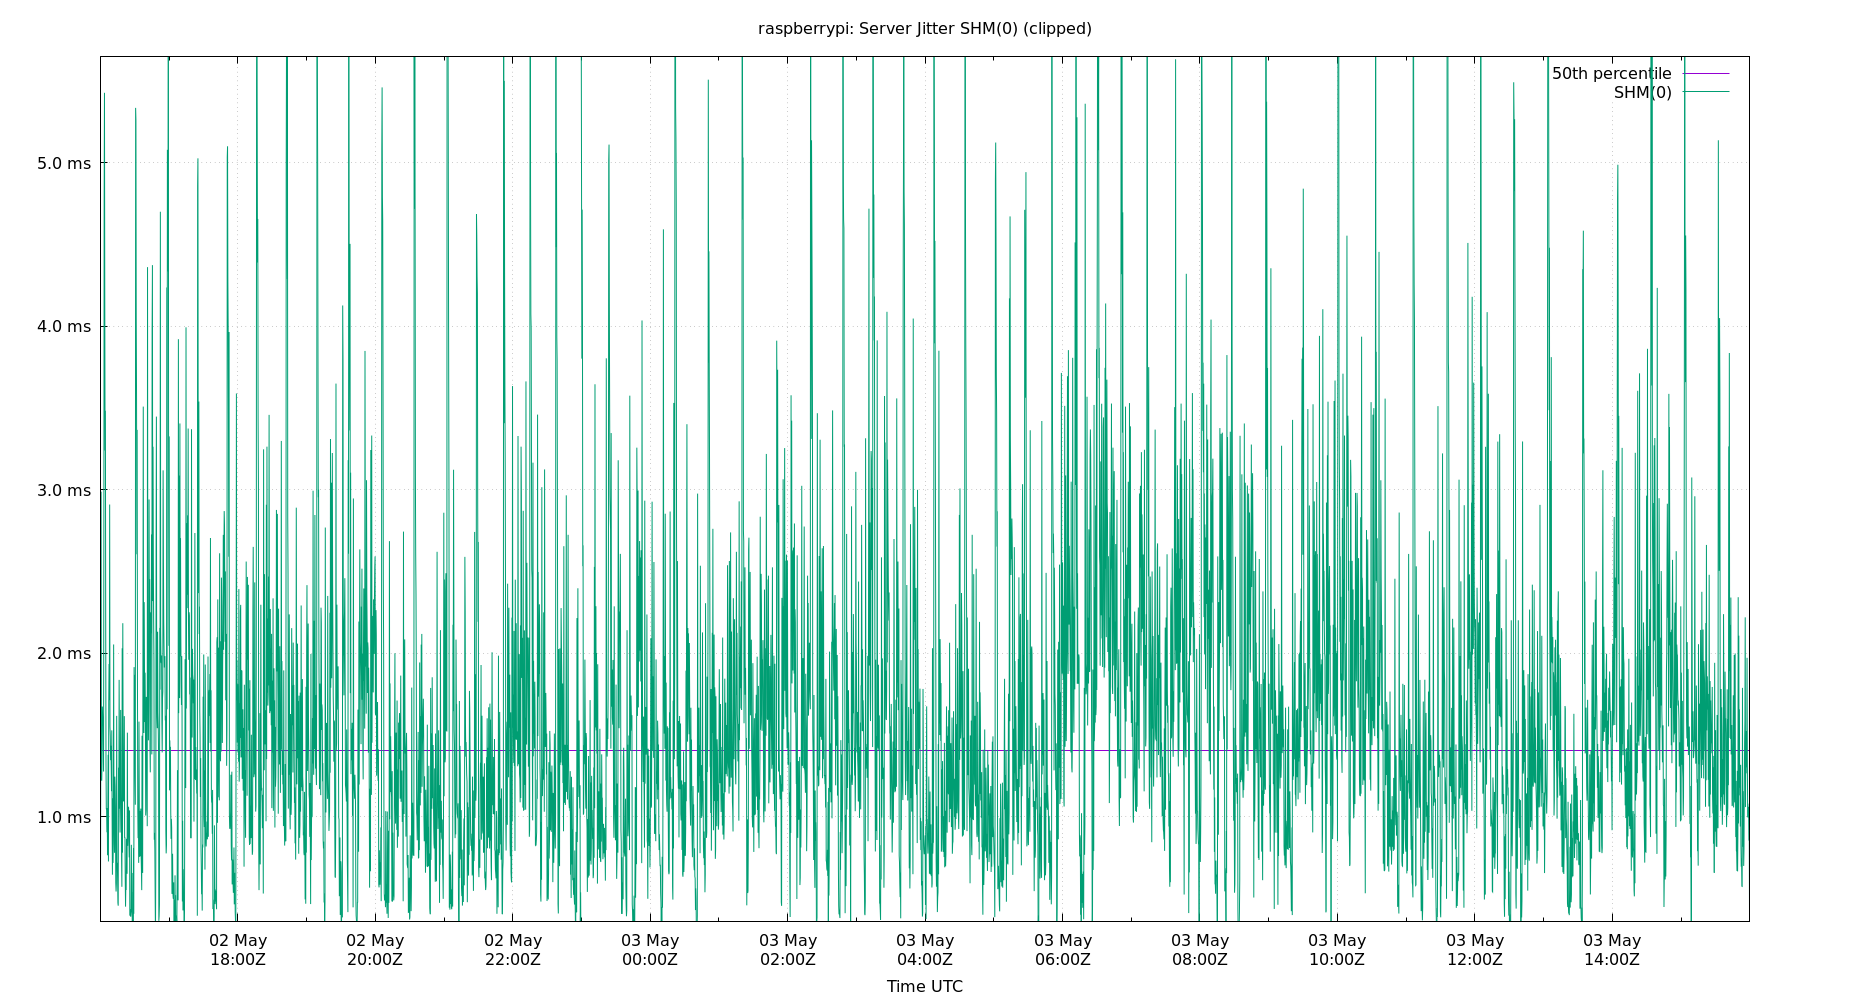 raspberrypi: Server Jitter SHM(0) (clipped)
50th percentile
SHM(0)
5.0 ms
4.0 ms
3.0 ms
2.0 ms
1.0 ms
02 May 02 May 02 May 03 May 03 May 03 May 03 May 03 May 03 May 03 May 03 May
18:00Z 20:00Z 22:00Z 00:00Z 02:00Z 04:00Z 06:00Z 08:00Z 10:00Z 12:00Z 14:00Z
Time UTC